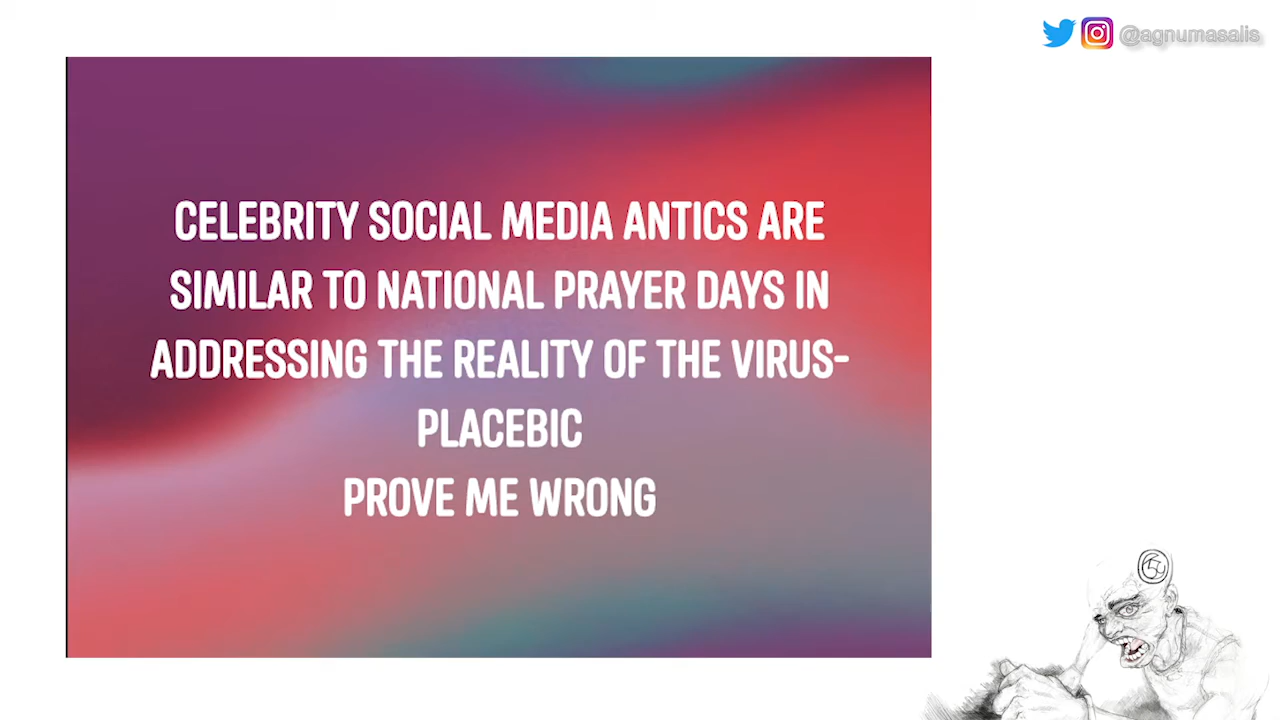 @agnumasalis
CELEBRITY SOCIAL MEDIA ANTICS ARE
SIMILAR TO NATIONAL PRAYER DAYS IN
ADDRESSING THE REALITY OF THE VIRUS-
PLACEBIC
PROVE ME WRONG